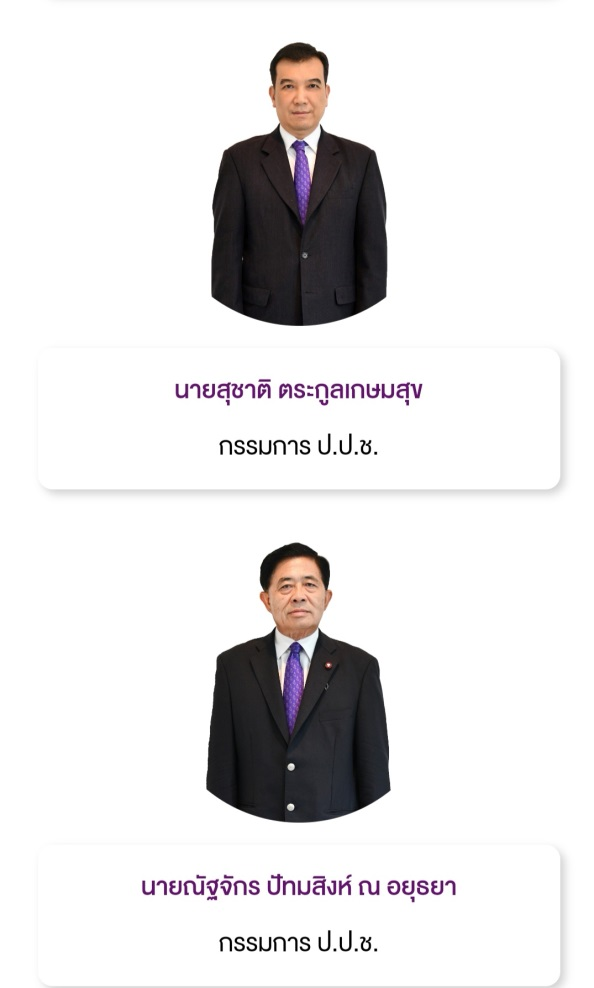 นายสุชาติ ตระกูลเกษมสุข
กรรมการ ป.ป.ช.
นายณัฐจักร ปัทมสิงห์ ณ อยุธยา
กรรมการ ป.ป.ช.